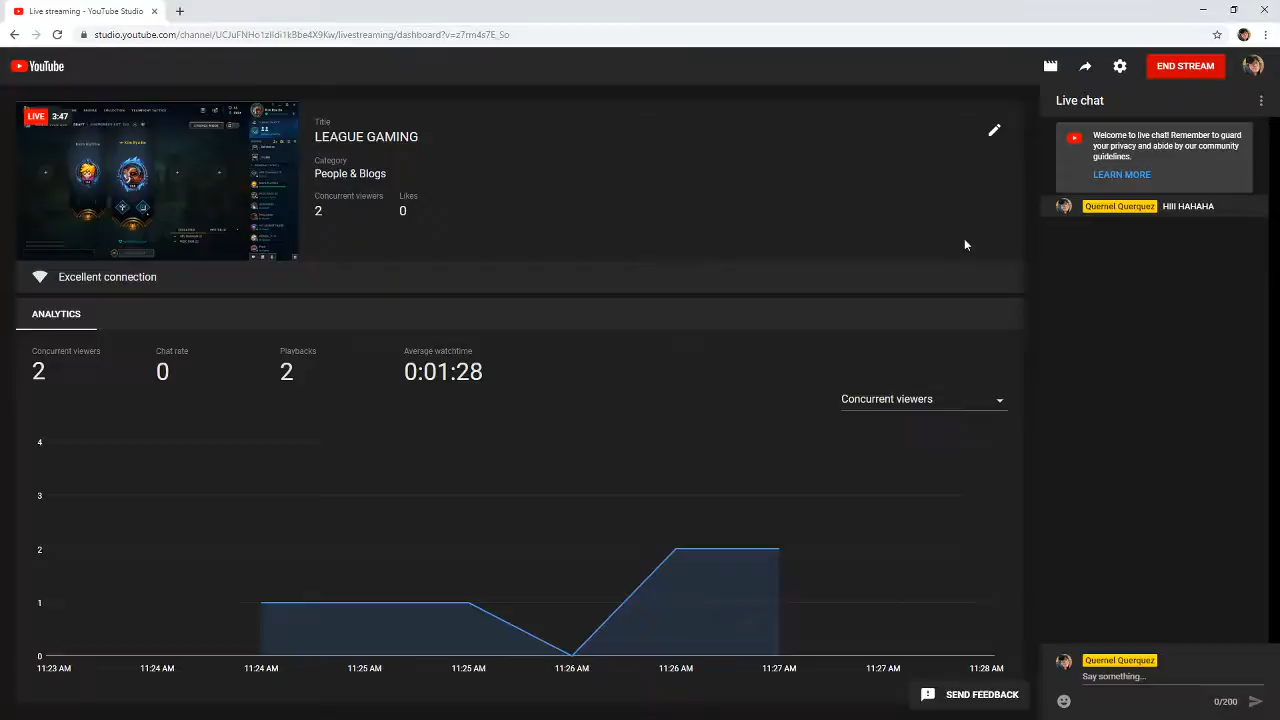 Live streaming - YouTube Studio
studio.youtube.com/channel/UCJuFNHo1zlldi1kBbe4X9Kw/livestreaming/dashboard?v=z7rm4s7E_So
YouTube
END STREAM
LIVE 3:47
Title
LEAGUE GAMING
Category
People & Blogs
Concurrent viewers Likes
2 0
Excellent connection
ANALYTICS
Concurrent viewers Chat rate Playbacks Average watchtime
2 0 2 0:01:28
Concurrent viewers
4
3
2
1
0
11:23 AM 11:24 AM 11:24 AM 11:25 AM 11:25 AM 11:26 AM 11:26 AM 11:27 AM 11:27 AM 11:28 AM
SEND FEEDBACK
Live chat
Welcome to live chat! Remember to guard
your privacy and abide by our community
guidelines.
LEARN MORE
Quernel Querquez HIII HAHAHA
Quernel Querquez
Say something...
0/200